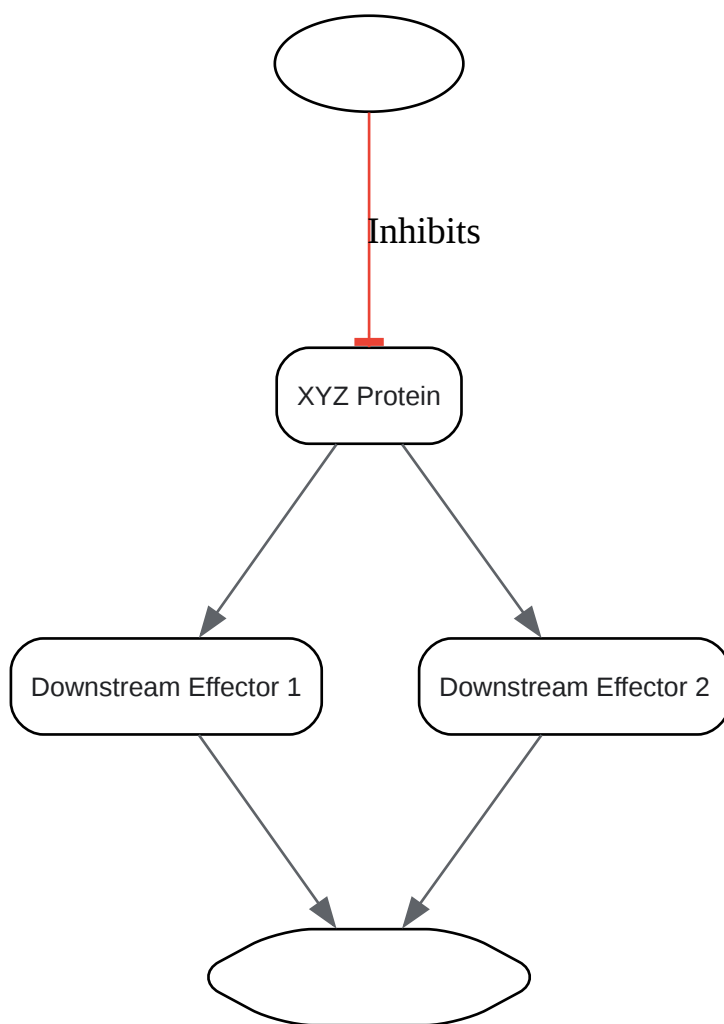 Inhibits
XYZ Protein
Downstream Effector 1
Downstream Effector 2